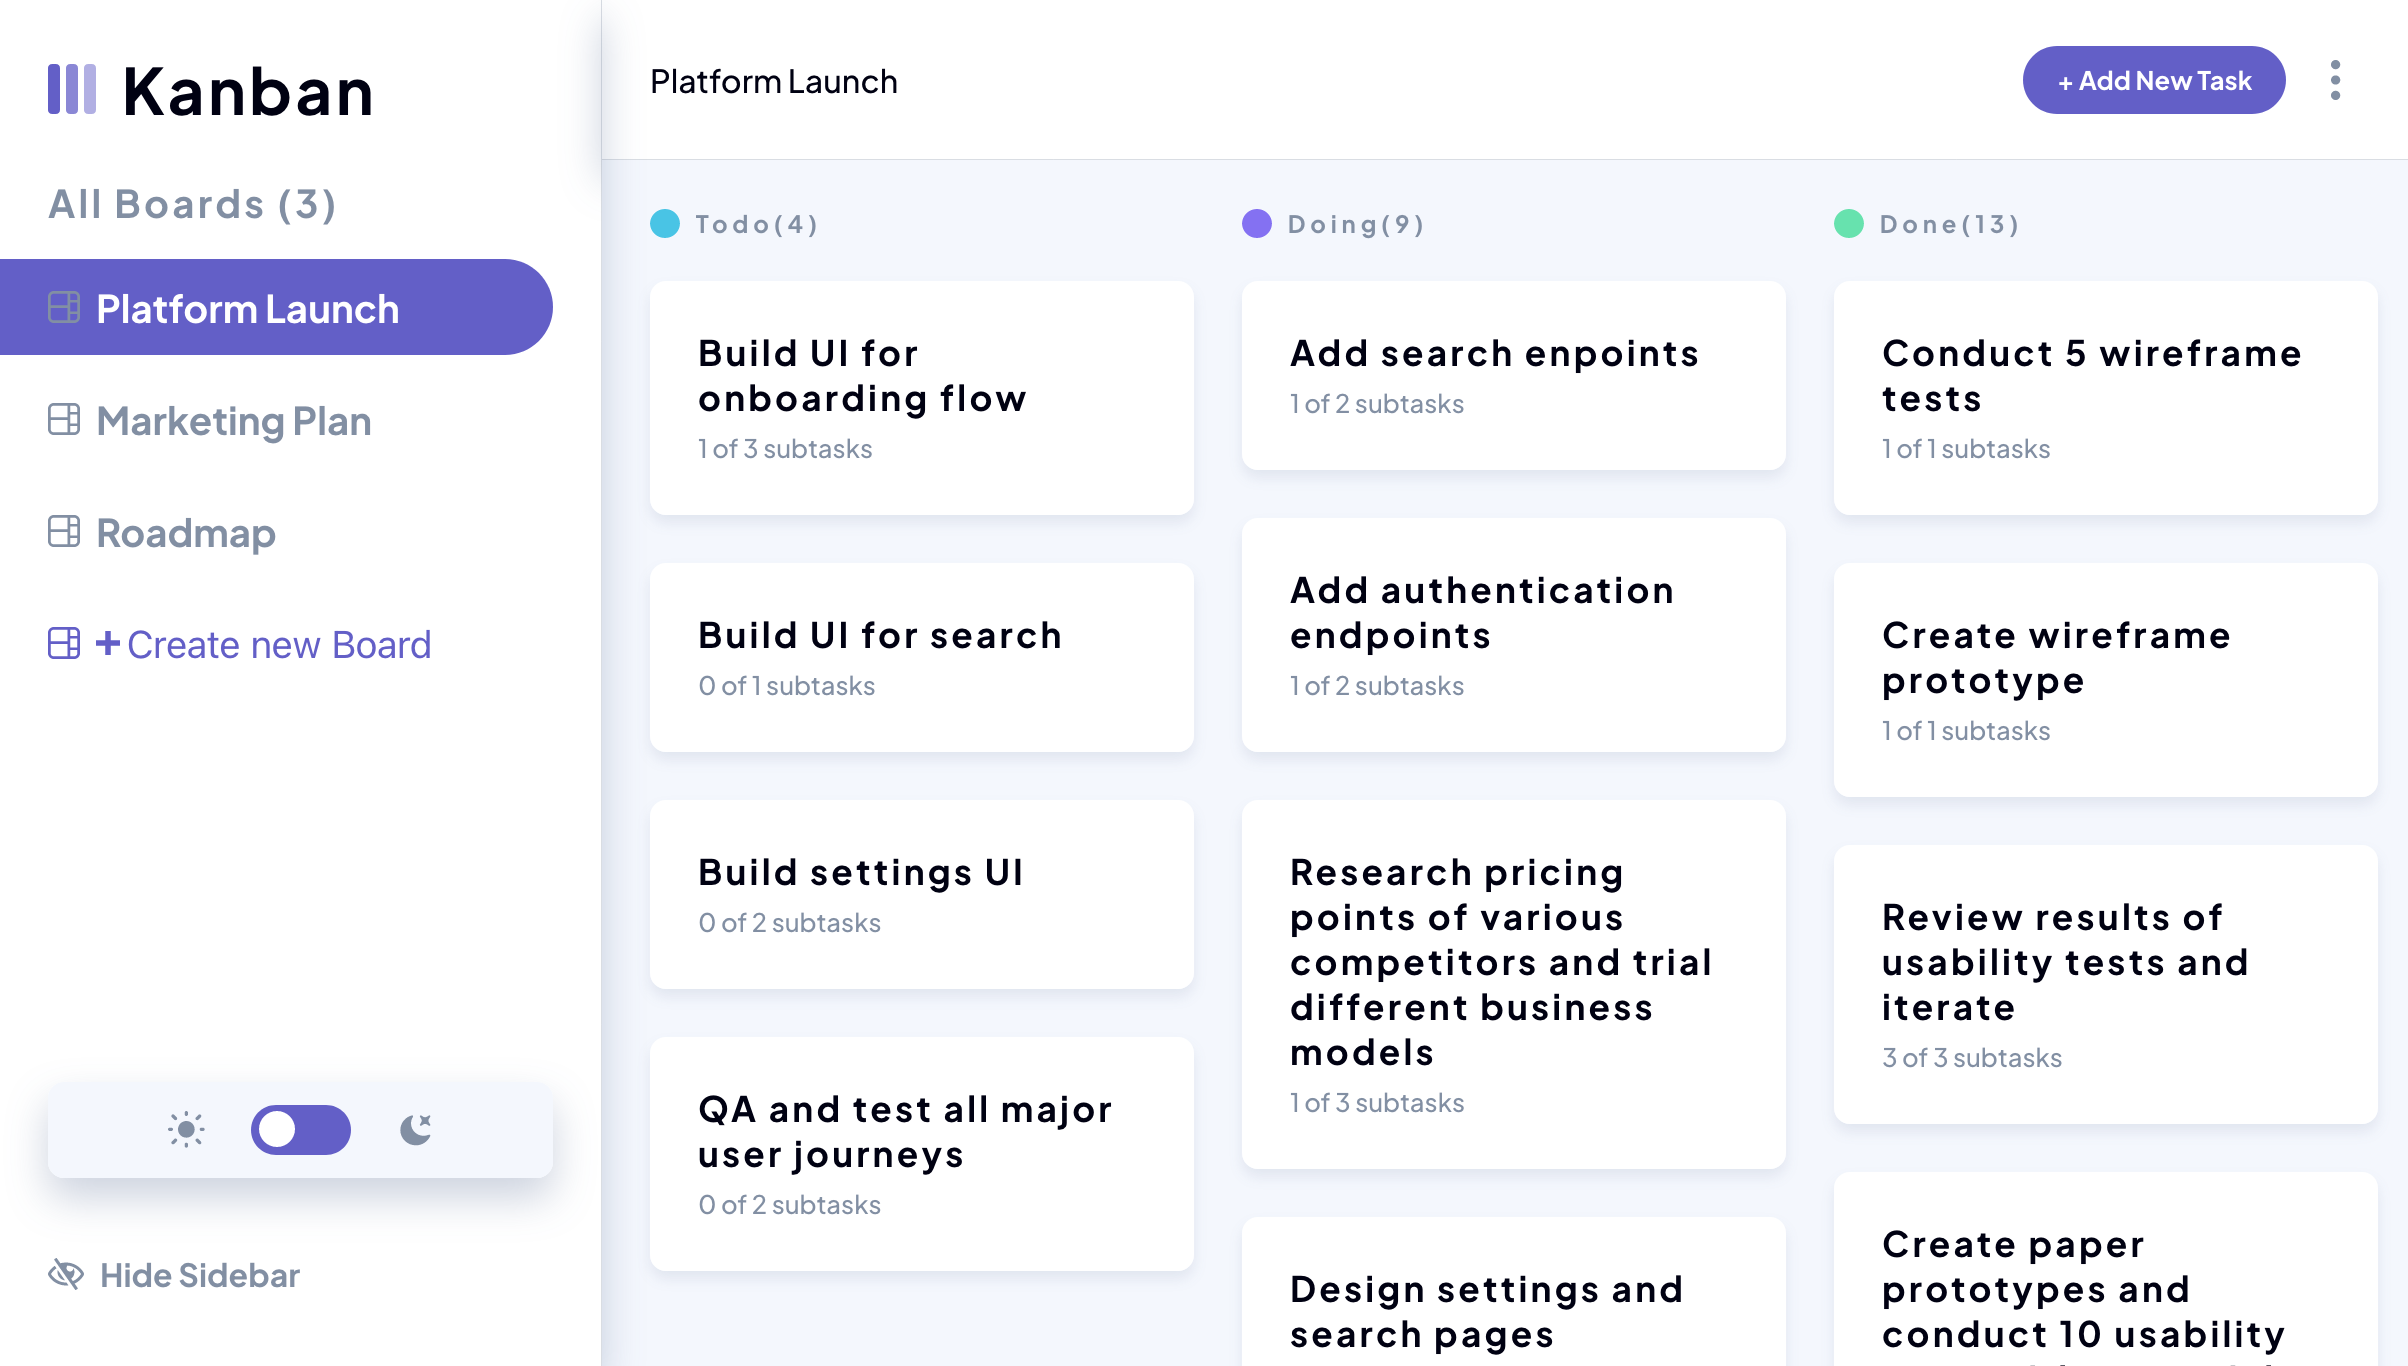 Kanban
All Boards (3)
Platform Launch
Marketing Plan
Roadmap
+ Create new Board
Hide Sidebar
Platform Launch
+ Add New Task
Todo(4)
Build UI for
onboarding flow
1 of 3 subtasks
Build UI for search
0 of 1 subtasks
Build settings UI
0 of 2 subtasks
QA and test all major
user journeys
0 of 2 subtasks
Doing(9)
Add search enpoints
1 of 2 subtasks
Add authentication
endpoints
1 of 2 subtasks
Research pricing
points of various
competitors and trial
different business
models
1 of 3 subtasks
Design settings and
search pages
Done(13)
Conduct 5 wireframe
tests
1 of 1 subtasks
Create wireframe
prototype
1 of 1 subtasks
Review results of
usability tests and
iterate
3 of 3 subtasks
Create paper
prototypes and
conduct 10 usability